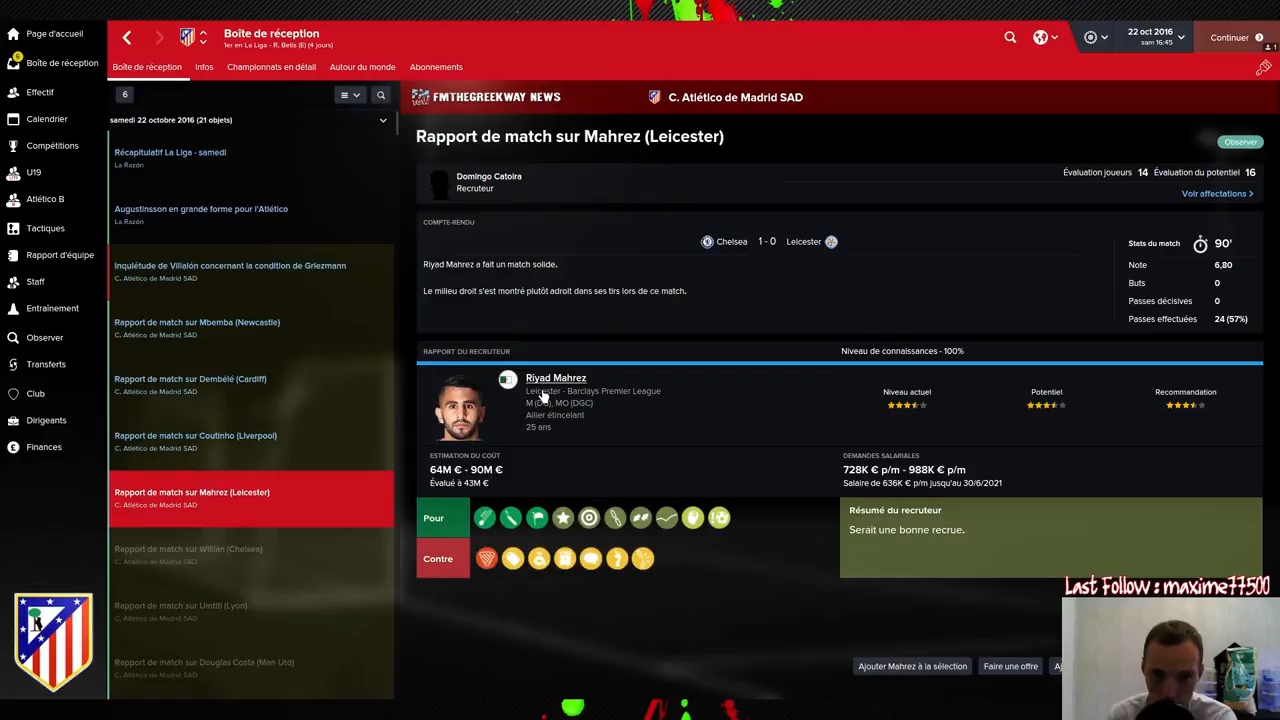 Page d'accueil
6
Boîte de réception
Effectif
Calendrier
Compétitions
U19
Atlético B
Tactiques
Rapport d'équipe
Staff
Entraînement
Observer
Transferts
Club
Dirigeants
Finances
Boîte de réception
1er en La Liga - R. Betis (E) (4 jours)
22 oct 2016
sam 16:45
Continuer
1
Boîte de réception
Infos
Championnats en détail
Autour du monde
Abonnements
6
samedi 22 octobre 2016 (21 objets)
Récapitulatif La Liga - samedi
La Razón
Augustinsson en grande forme pour l'Atlético
La Razón
Inquiétude de Villalón concernant la condition de Griezmann
C. Atlético de Madrid SAD
Rapport de match sur Mbemba (Newcastle)
C. Atlético de Madrid SAD
Rapport de match sur Dembélé (Cardiff)
C. Atlético de Madrid SAD
Rapport de match sur Coutinho (Liverpool)
C. Atlético de Madrid SAD
Rapport de match sur Mahrez (Leicester)
C. Atlético de Madrid SAD
Rapport de match sur Willian (Chelsea)
C. Atlético de Madrid SAD
Rapport de match sur Umtiti (Lyon)
C. Atlético de Madrid SAD
Rapport de match sur Douglas Costa (Man Utd)
C. Atlético de Madrid SAD
FMTHEGREEKWAY NEWS
C. Atlético de Madrid SAD
Rapport de match sur Mahrez (Leicester)
Observer
Domingo Catoira
Recruteur
Évaluation joueurs 14 Évaluation du potentiel 16
Voir affectations
COMPTE-RENDU
Chelsea 1 - 0 Leicester
Riyad Mahrez a fait un match solide.
Le milieu droit s'est montré plutôt adroit dans ses tirs lors de ce match.
Stats du match 90'
Note 6,80
Buts 0
Passes décisives 0
Passes effectuées 24 (57%)
RAPPORT DU RECRUTEUR
Niveau de connaissances - 100%
Riyad Mahrez
Leicester - Barclays Premier League
MO (DGC)
Ailier étincelant
25 ans
Niveau actuel
Potentiel
Recommandation
ESTIMATION DU COÛT
64M € - 90M €
Évalué à 43M €
DEMANDES SALARIALES
728K € p/m - 988K € p/m
Salaire de 636K € p/m jusqu'au 30/6/2021
Pour
Contre
Résumé du recruteur
Serait une bonne recrue.
Last Follow : maxime77500
Ajouter Mahrez à la sélection
Faire une offre